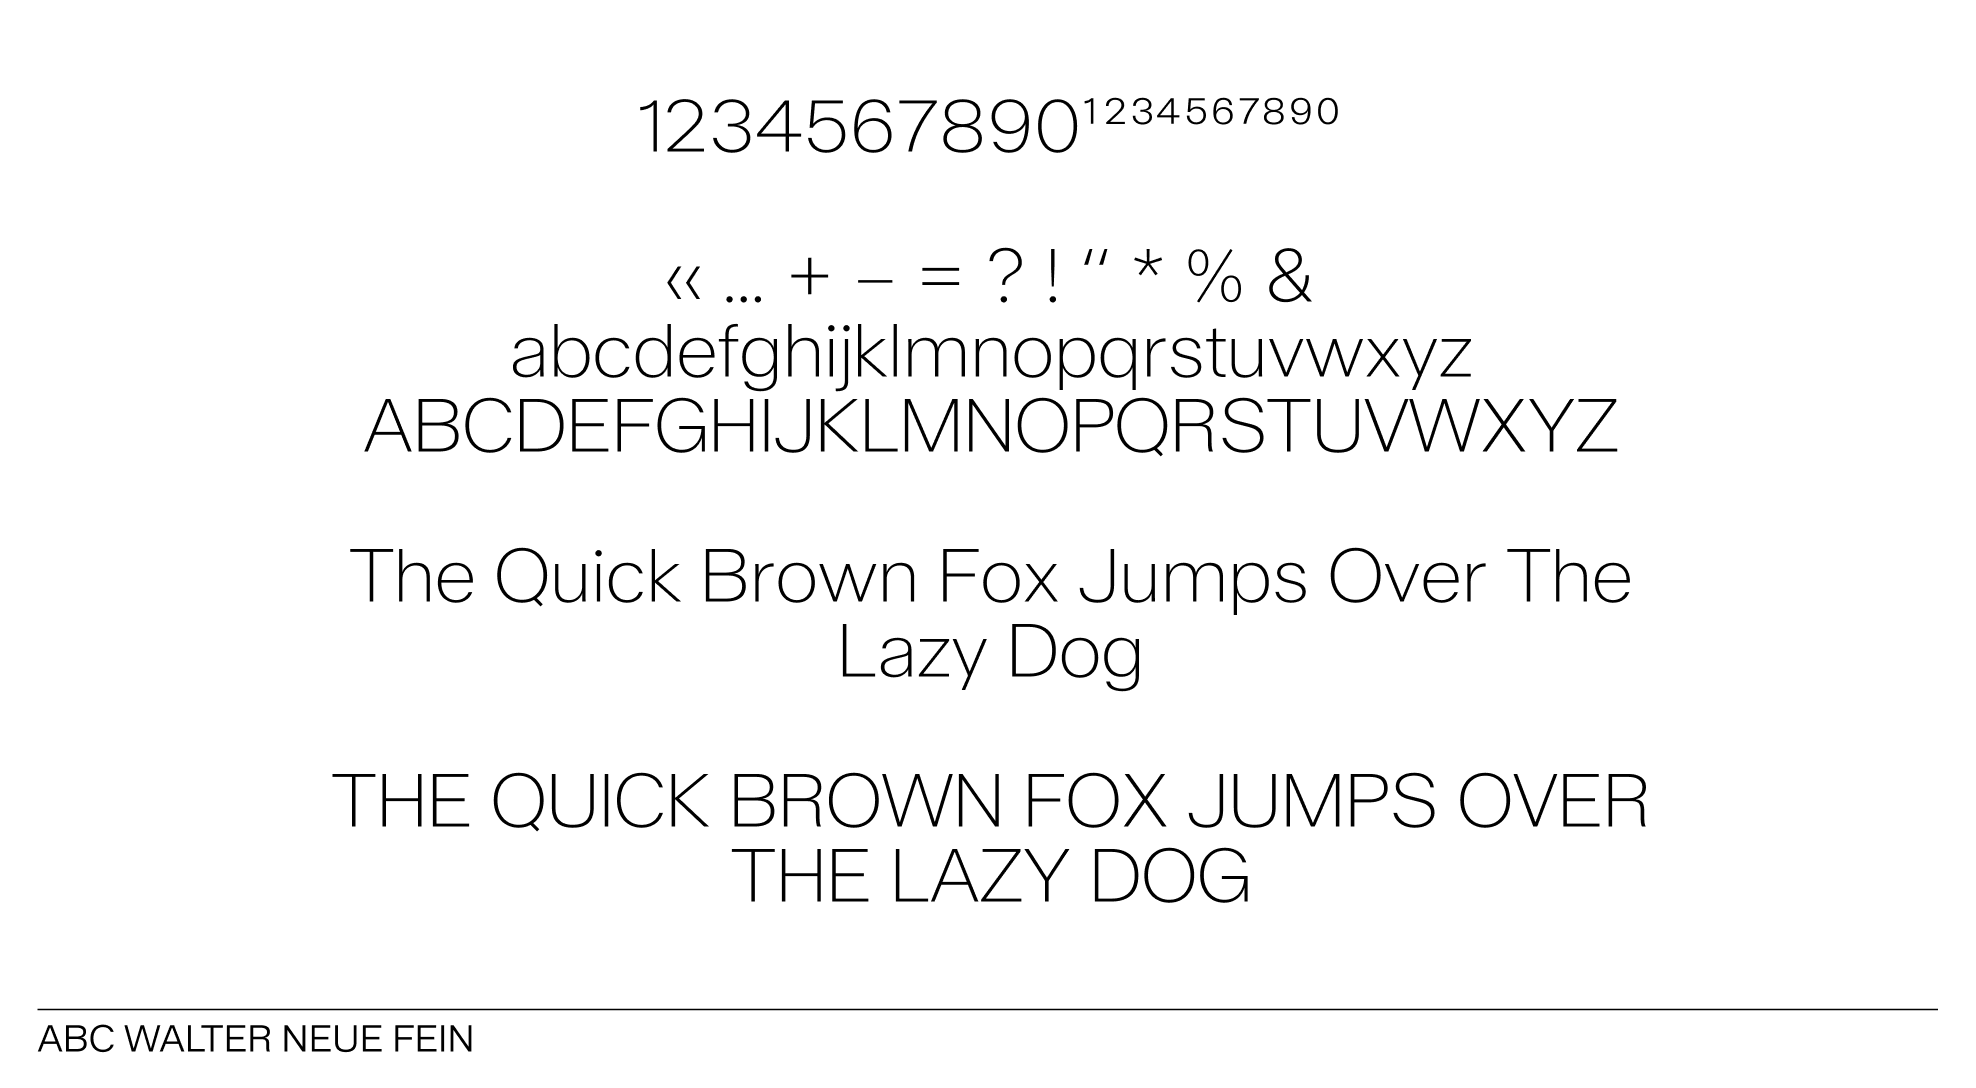 1234567890¹²³⁴⁵⁶⁷⁸⁹⁰
« … + – = ? ! “ * % &
abcdefghijklmnopqrstuvwxyz
ABCDEFGHIJKLMNOPQRSTUVWXYZ
The Quick Brown Fox Jumps Over The
Lazy Dog
THE QUICK BROWN FOX JUMPS OVER
THE LAZY DOG
ABC WALTER NEUE FEIN